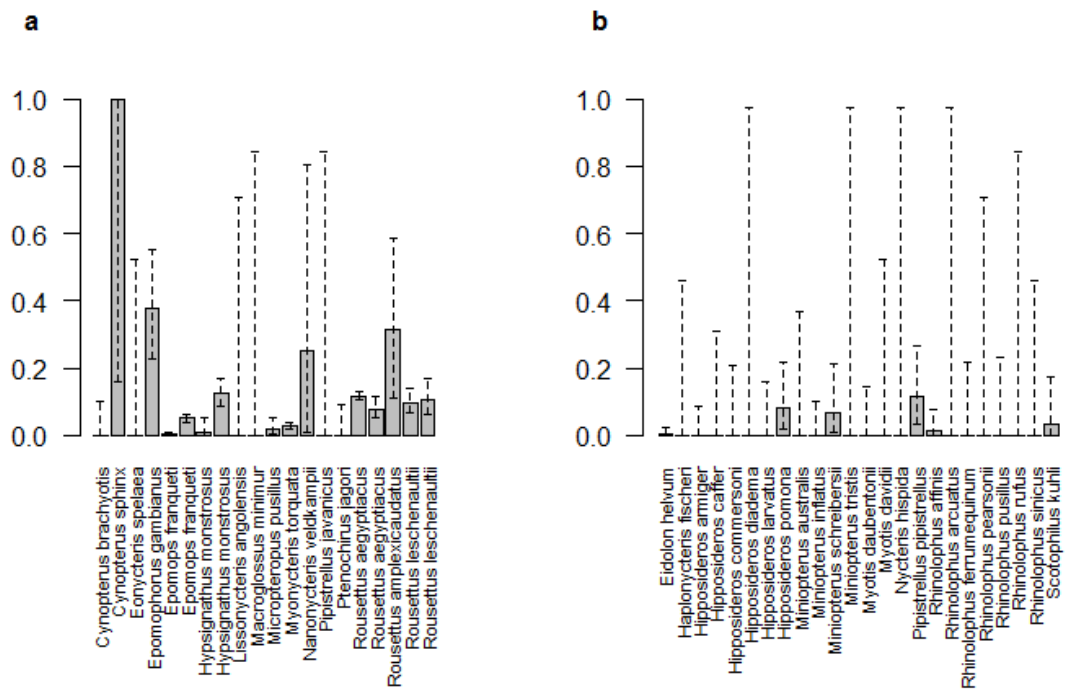 a
1.0
0.8
0.6
0.4
0.2
0.0
Cynopterus brachyotis
Cynopterus sphinx
Eonycteris spelaea
Epomophorus gambianus
Epomops franqueti
Epomops franqueti
Hypsignathus monstrosus
Hypsignathus monstrosus
Lissonycteris angolensis
Macroglossus minimur
Micropteropus pusillus
Myonycteris torquata
Nanonycteris veldkampii
Pipistrellus javanicus
Ptenochirus jagori
Rousettus aegyptiacus
Rousettus aegyptiacus
Rousettus amplexicaudatus
Rousettus leschenaultii
Rousettus leschenaultii
b
1.0
0.8
0.6
0.4
0.2
0.0
Eidolon helvum
Haplonycteris fischeri
Hipposideros armiger
Hipposideros caffer
Hipposideros commersoni
Hipposideros diadema
Hipposideros larvatus
Hipposideros pomona
Miniopterus australis
Miniopterus inflatus
Miniopterus schreibersii
Miniopterus tristis
Myotis daubentonii
Myotis davidii
Nycteris hispida
Pipistrellus pipistrellus
Rhinolophus affinis
Rhinolophus arcuatus
Rhinolophus ferrumequinum
Rhinolophus pearsonii
Rhinolophus pusillus
Rhinolophus rufus
Rhinolophus sinicus
Scotophilus kuhli